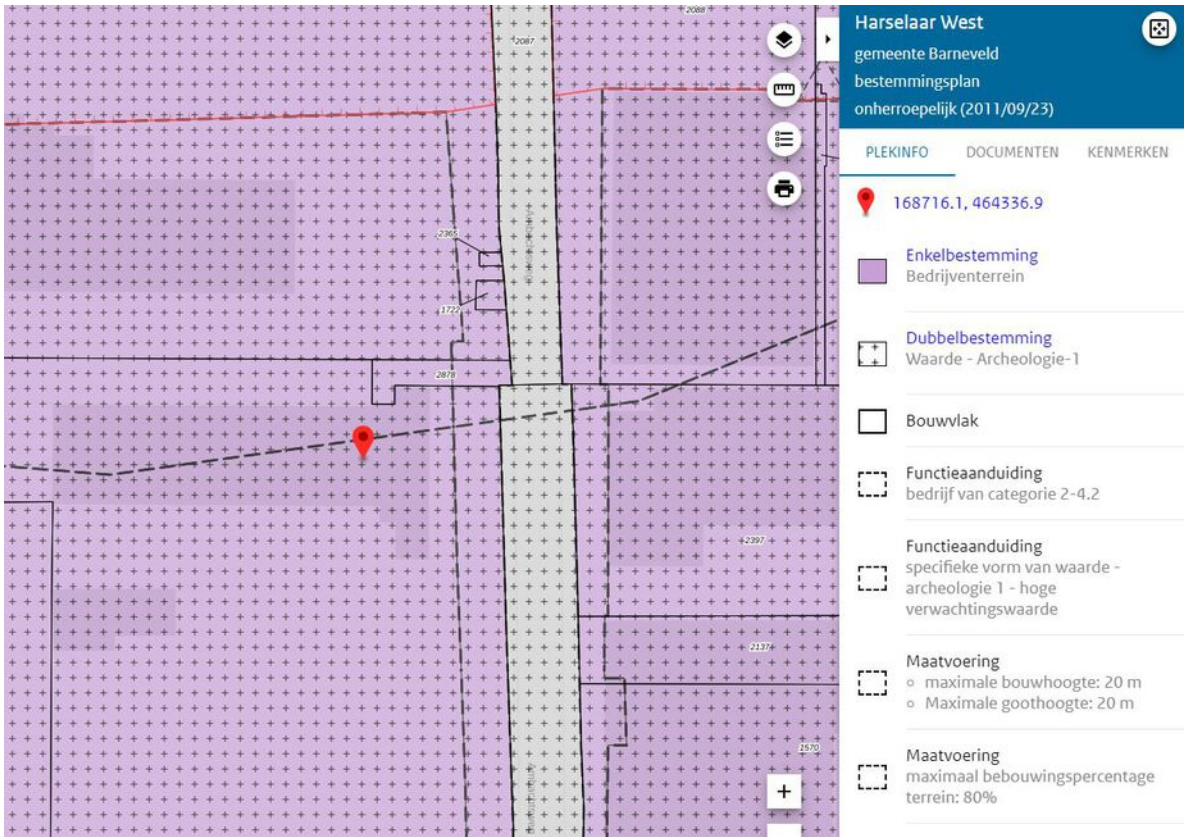 2088
2087
2365
1722
2878
2397
2137
1570
Harselaar West
gemeente Barneveld
bestemmingsplan
onherroepelijk (2011/09/23)
PLEKINFO
DOCUMENTEN
KENMERKEN
168716.1, 464336.9
Enkelbestemming
Bedrijventerrein
Dubbelbestemming
Waarde - Archeologie-1
Bouwvlak
Functieaanduiding
bedrijf van categorie 2-4.2
Functieaanduiding
specifieke vorm van waarde -
archeologie 1 - hoge
verwachtingswaarde
Maatvoering
maximale bouwhoogte: 20 m
Maximale goothoogte: 20 m
Maatvoering
maximaal bebouwingspercentage
terrein: 80%